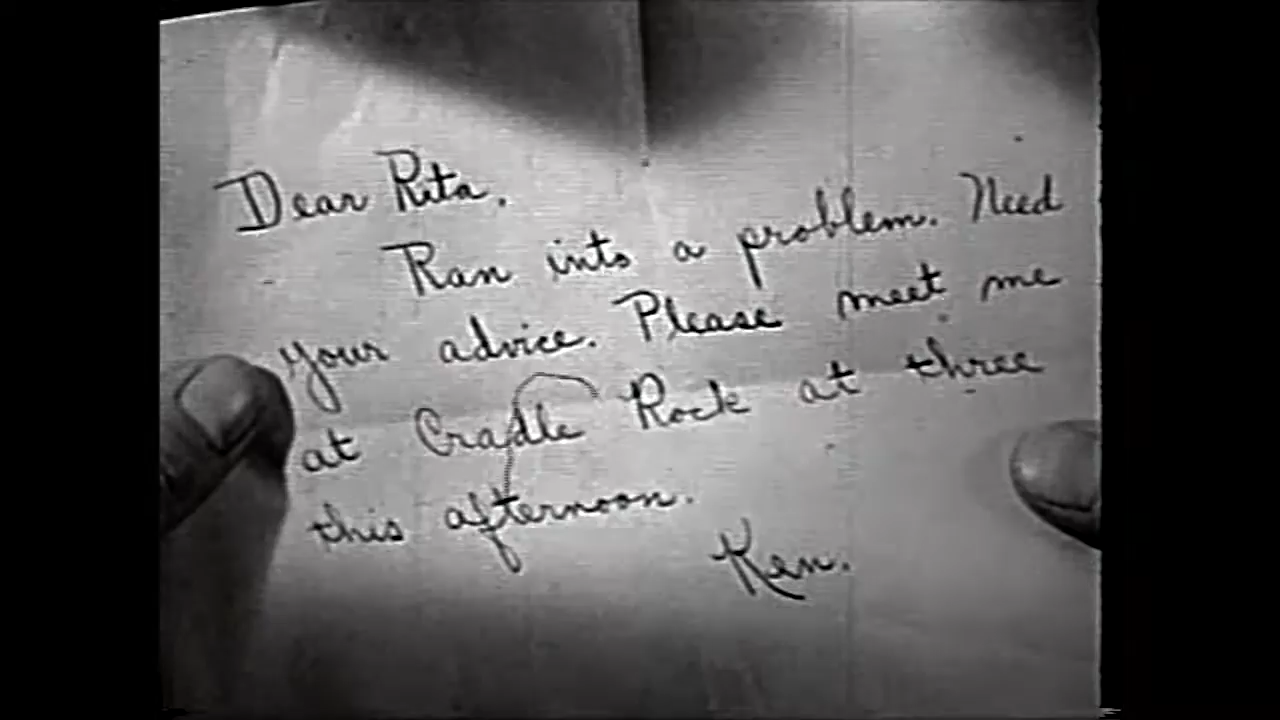 Dear Rita,
Ran into a problem. Need
your advice. Please meet me
at Cradle Rock at three
this afternoon.
Ken.